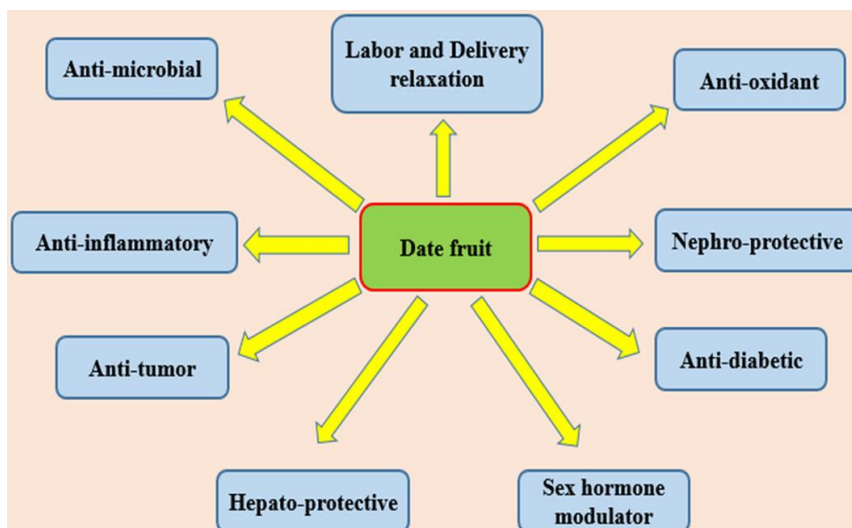 Labor and Delivery
relaxation
Anti-microbial
Anti-oxidant
Anti-inflammatory
Date fruit
Nephro-protective
Anti-tumor
Anti-diabetic
Hepato-protective
Sex hormone
modulator